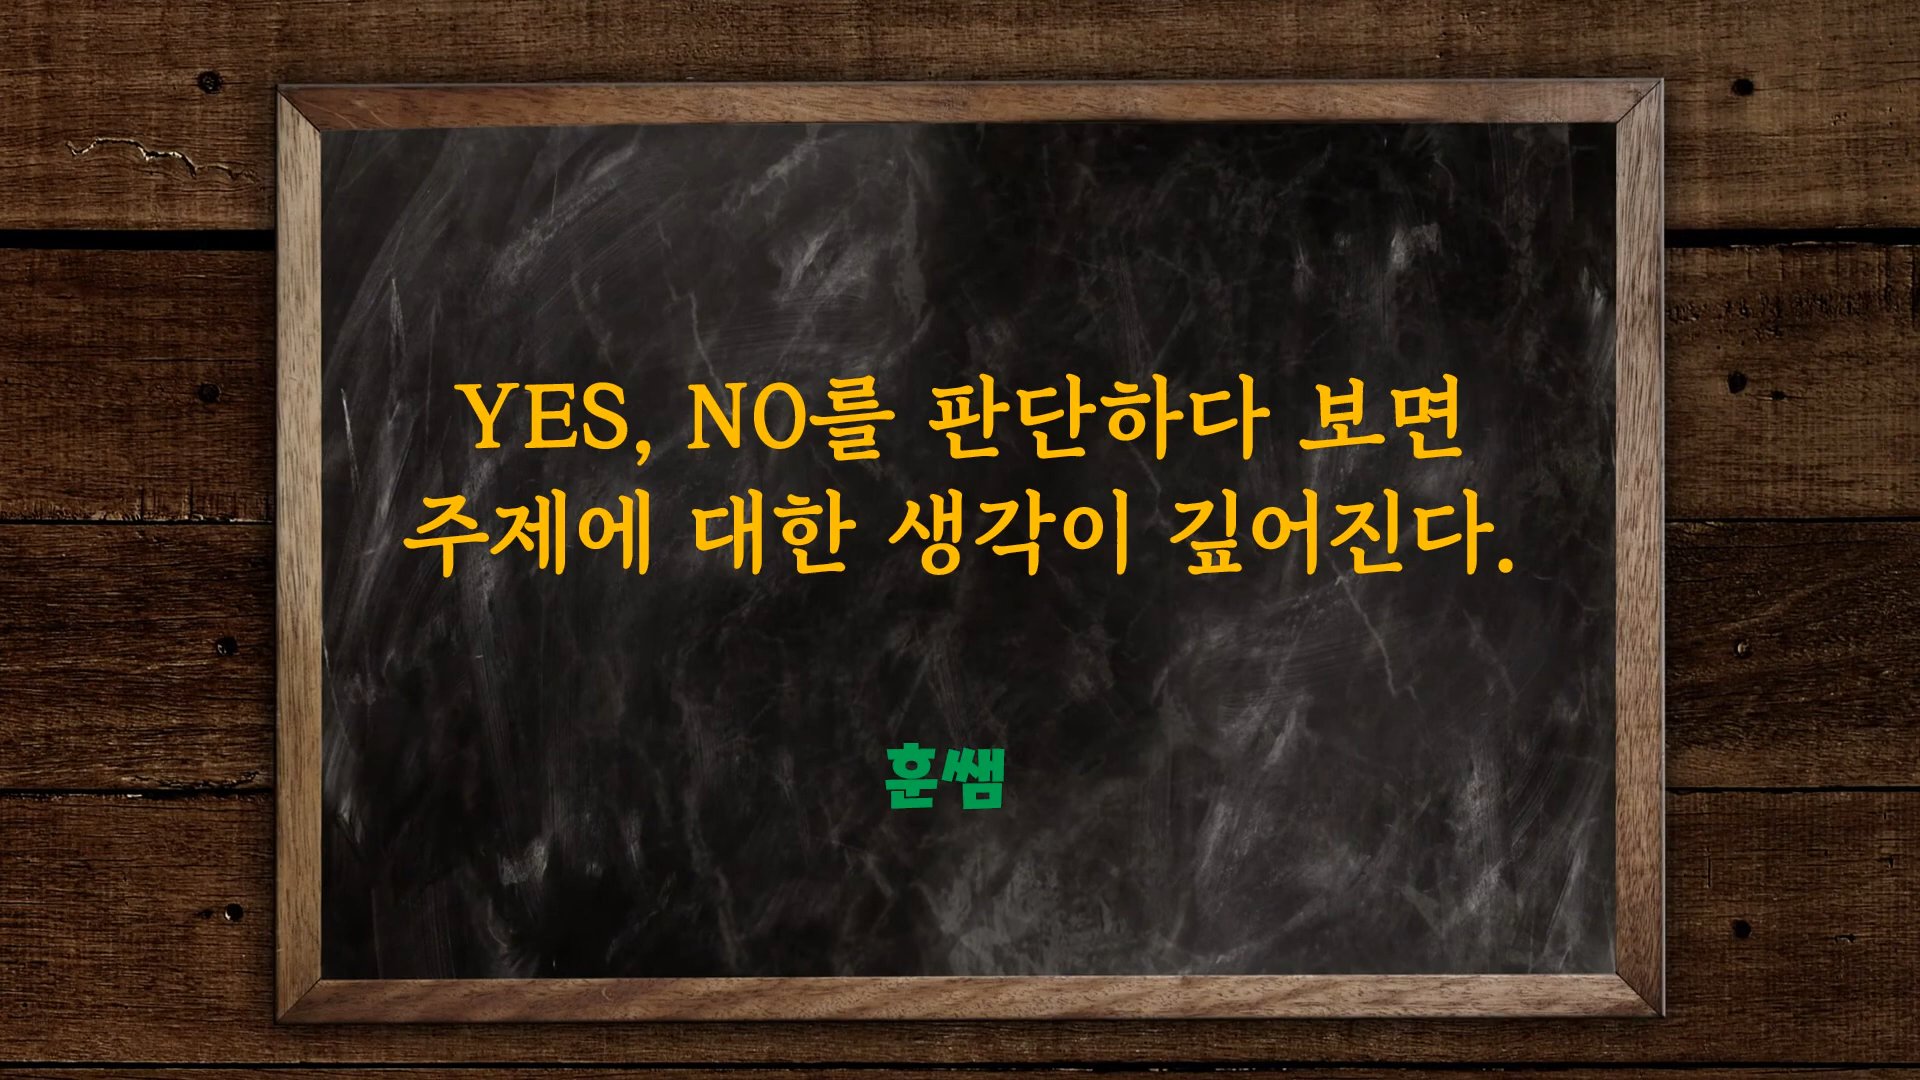 YES, NO를 판단하다 보면
주제에 대한 생각이 깊어진다.
훈쌤